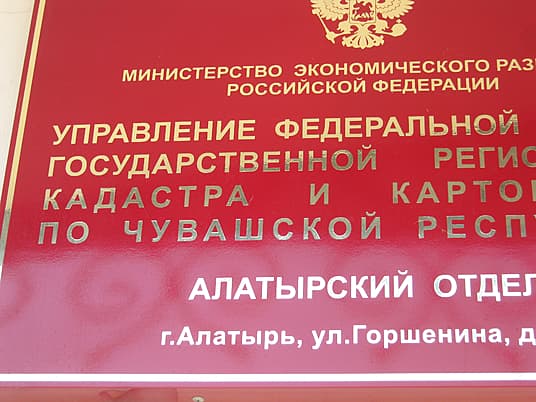 МИНИСТЕРСТВО ЭКОНОМИЧЕСКОГО РАЗ
РОССИЙСКОЙ ФЕДЕРАЦИИ
УПРАВЛЕНИЕ ФЕДЕРАЛЬНОЙ
ГОСУДАРСТВЕННОЙ РЕГИС
КАДАСТРА И КАРТО
ПО ЧУВАШСКОЙ РЕСПУ
АЛАТЫРСКИЙ ОТДЕЛ
г.Алатырь, ул.Горшенина, д